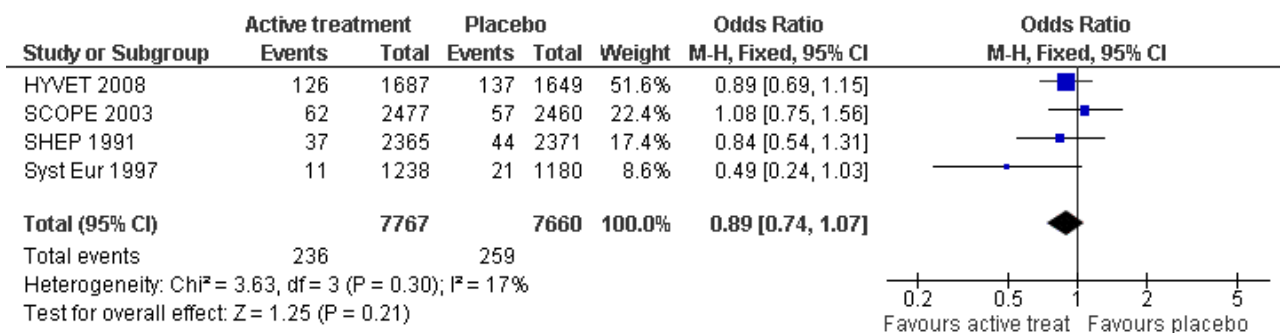 Active treatment Placebo Odds Ratio Odds Ratio
Study or Subgroup Events Total Events Total Weight M-H, Fixed, 95% CI M-H, Fixed, 95% CI
HYVET 2008 126 1687 137 1649 51.6% 0.89 [0.69, 1.15]
SCOPE 2003 62 2477 57 2460 22.4% 1.08 [0.75, 1.56]
SHEP 1991 37 2365 44 2371 17.4% 0.84 [0.54, 1.31]
Syst Eur 1997 11 1238 21 1180 8.6% 0.49 [0.24, 1.03]
Total (95% CI) 7767 7660 100.0% 0.89 [0.74, 1.07]
Total events 236 259
Heterogeneity: Chi² = 3.63, df = 3 (P = 0.30); I² = 17%
Test for overall effect: Z = 1.25 (P = 0.21)
0.2 0.5 1 2 5
Favours active treat Favours placebo